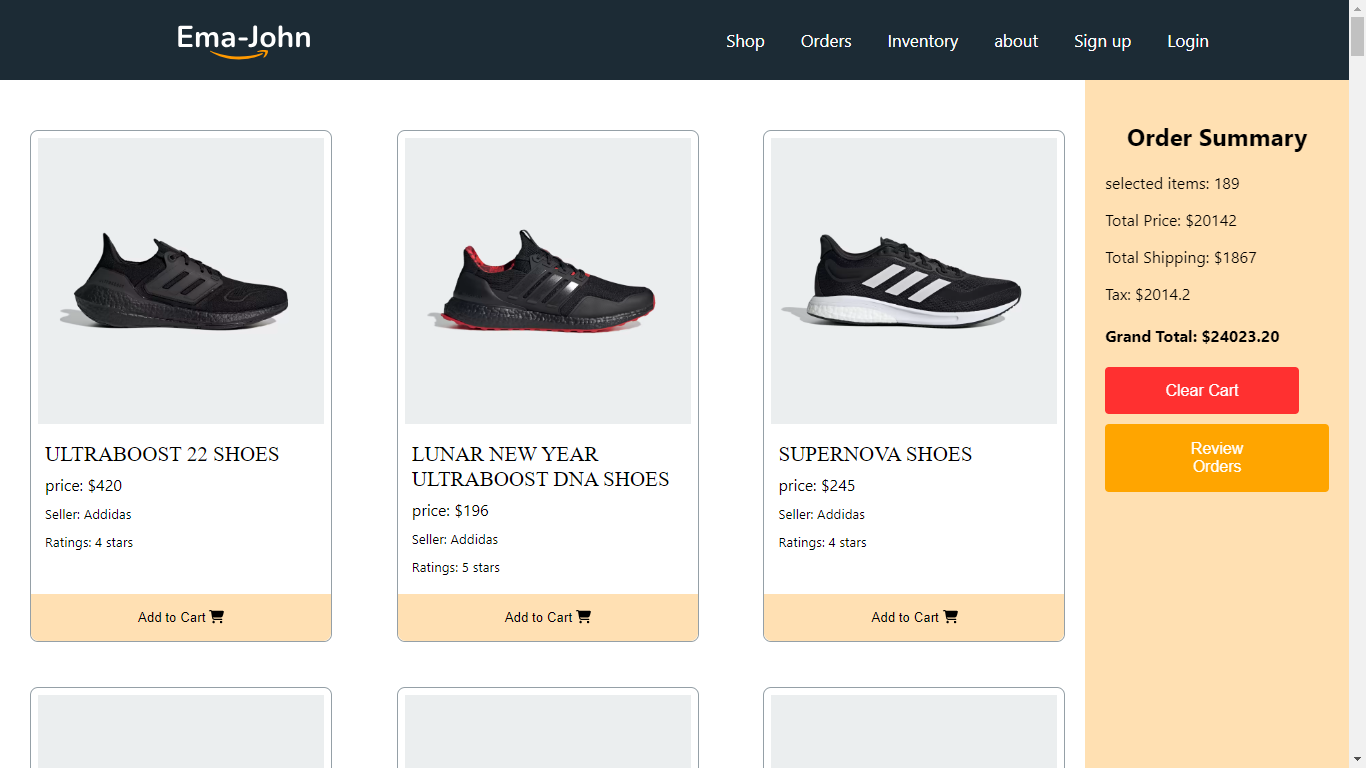 Ema-John
Shop Orders Inventory about Sign up Login
ULTRABOOST 22 SHOES
price: $420
Seller: Addidas
Ratings: 4 stars
Add to Cart
LUNAR NEW YEAR
ULTRABOOST DNA SHOES
price: $196
Seller: Addidas
Ratings: 5 stars
Add to Cart
SUPERNOVA SHOES
price: $245
Seller: Addidas
Ratings: 4 stars
Add to Cart
Order Summary
selected items: 189
Total Price: $20142
Total Shipping: $1867
Tax: $2014.2
Grand Total: $24023.20
Clear Cart
Review
Orders